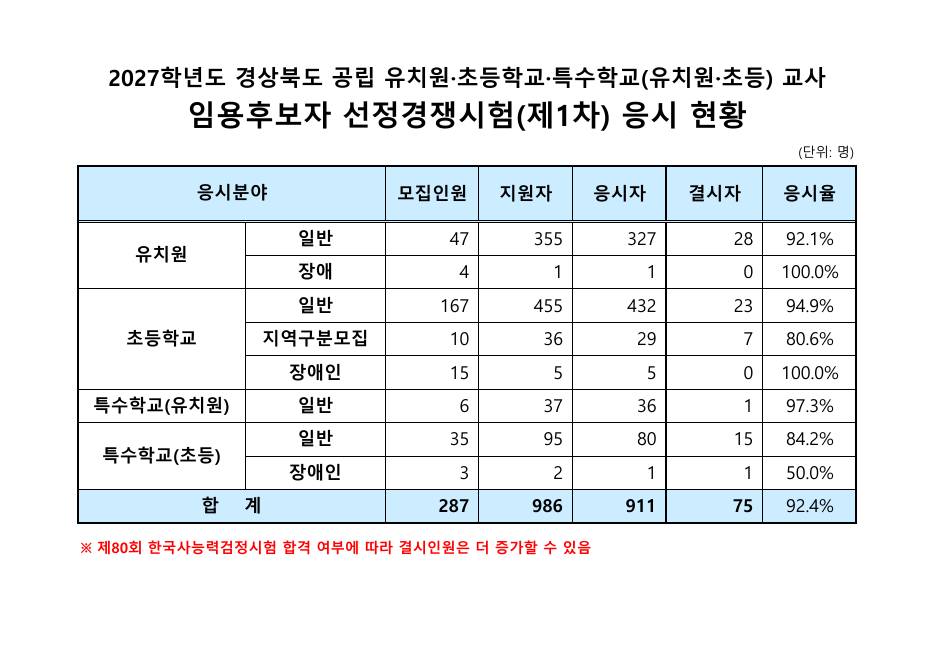 2027학년도 경상북도 공립 유치원·초등학교·특수학교(유치원·초등) 교사
임용후보자 선정경쟁시험(제1차) 응시 현황
(단위: 명)
응시분야 모집인원 지원자 응시자 결시자 응시율
유치원 일반 47 355 327 28 92.1%
장애 4 1 1 0 100.0%
초등학교 일반 167 455 432 23 94.9%
지역구분모집 10 36 29 7 80.6%
장애인 15 5 5 0 100.0%
특수학교(유치원) 일반 6 37 36 1 97.3%
특수학교(초등) 일반 35 95 80 15 84.2%
장애인 3 2 1 1 50.0%
합 계 287 986 911 75 92.4%
※ 제80회 한국사능력검정시험 합격 여부에 따라 결시인원은 더 증가할 수 있음